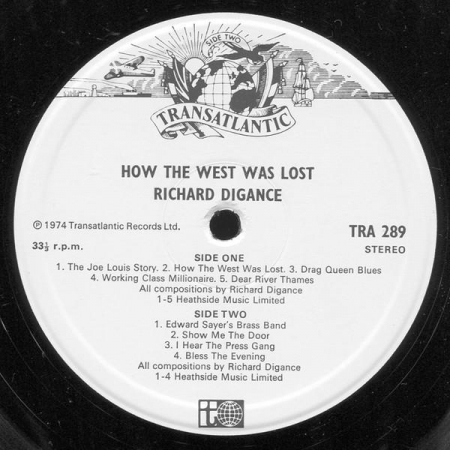 SIDE TWO
TRANSATLANTIC
HOW THE WEST WAS LOST
RICHARD DIGANCE
℗ 1974 Transatlantic Records Ltd.
TRA 289
33⅓ r.p.m.
STEREO
SIDE ONE
1. The Joe Louis Story. 2. How The West Was Lost. 3. Drag Queen Blues
4. Working Class Millionaire. 5. Dear River Thames
All compositions by Richard Digance
1-5 Heathside Music Limited
SIDE TWO
1. Edward Sayer's Brass Band
2. Show Me The Door
3. I Hear The Press Gang
4. Bless The Evening
All compositions by Richard Digance
1-4 Heathside Music Limited